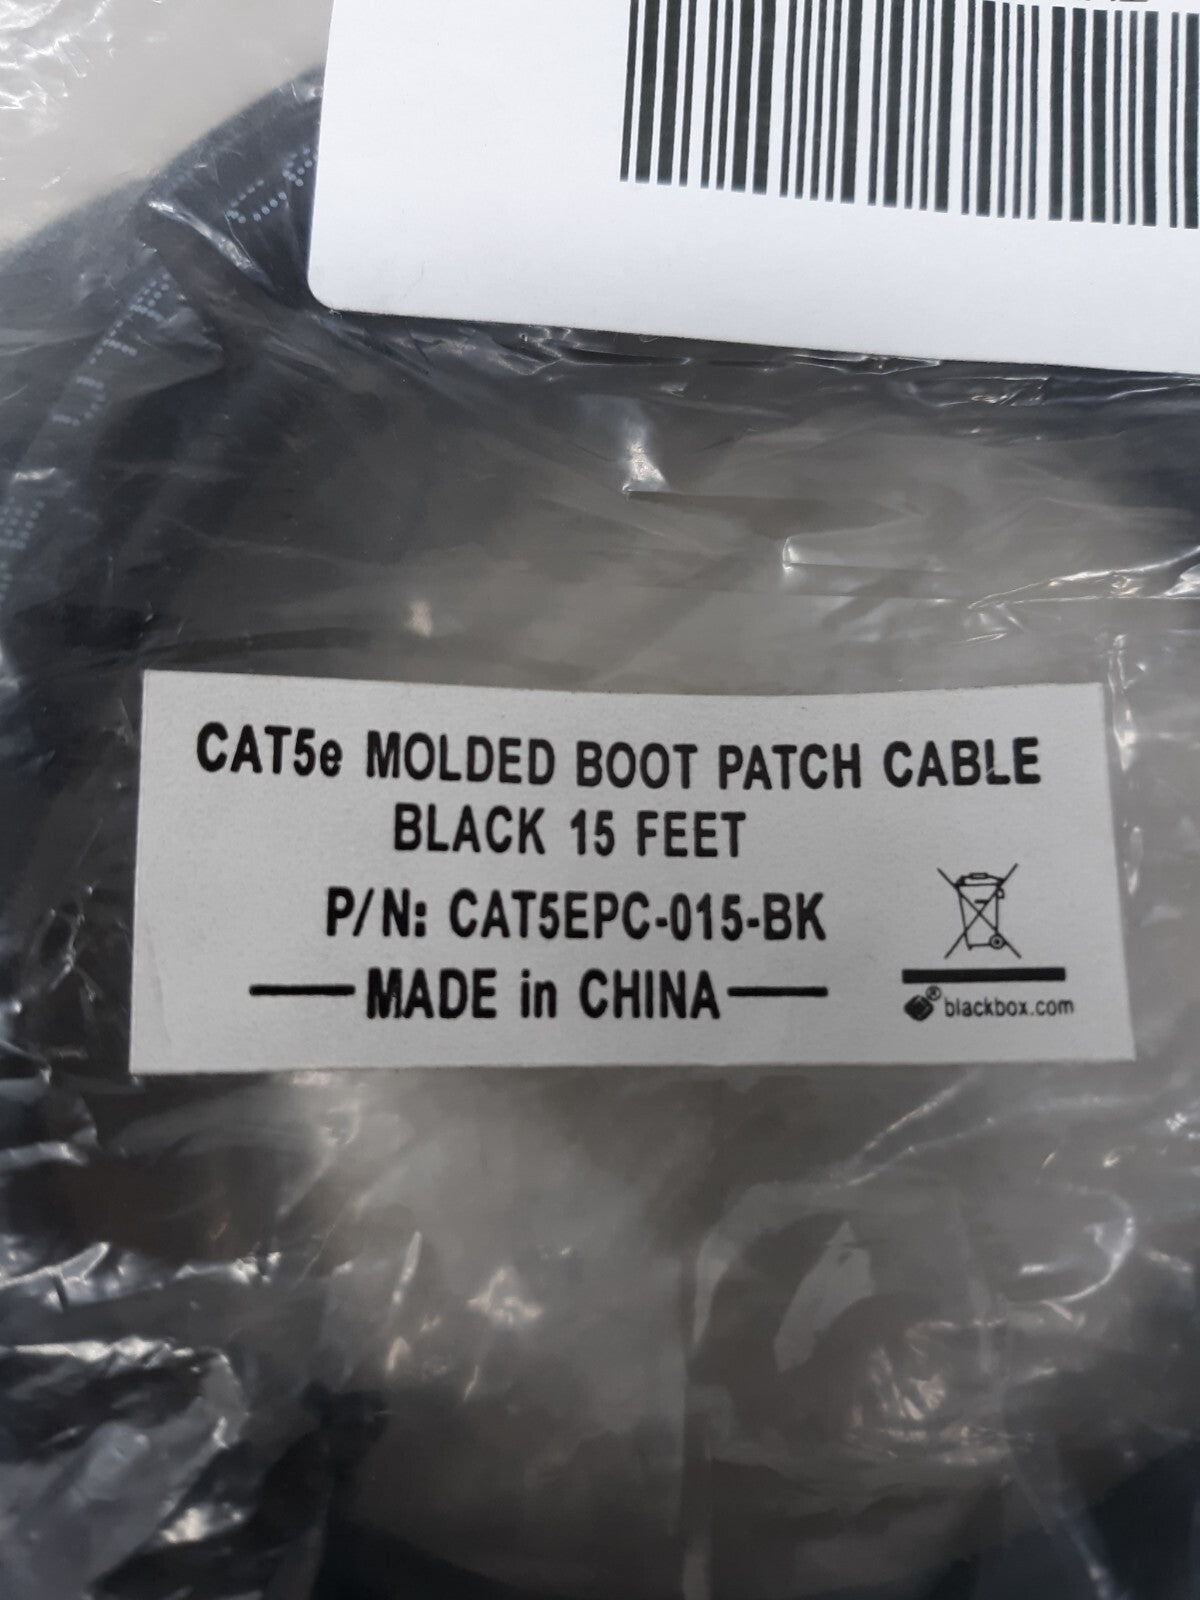 CAT5e MOLDED BOOT PATCH CABLE
BLACK 15 FEET
P/N: CAT5EPC-015-BK
MADE in CHINA
® blackbox.com